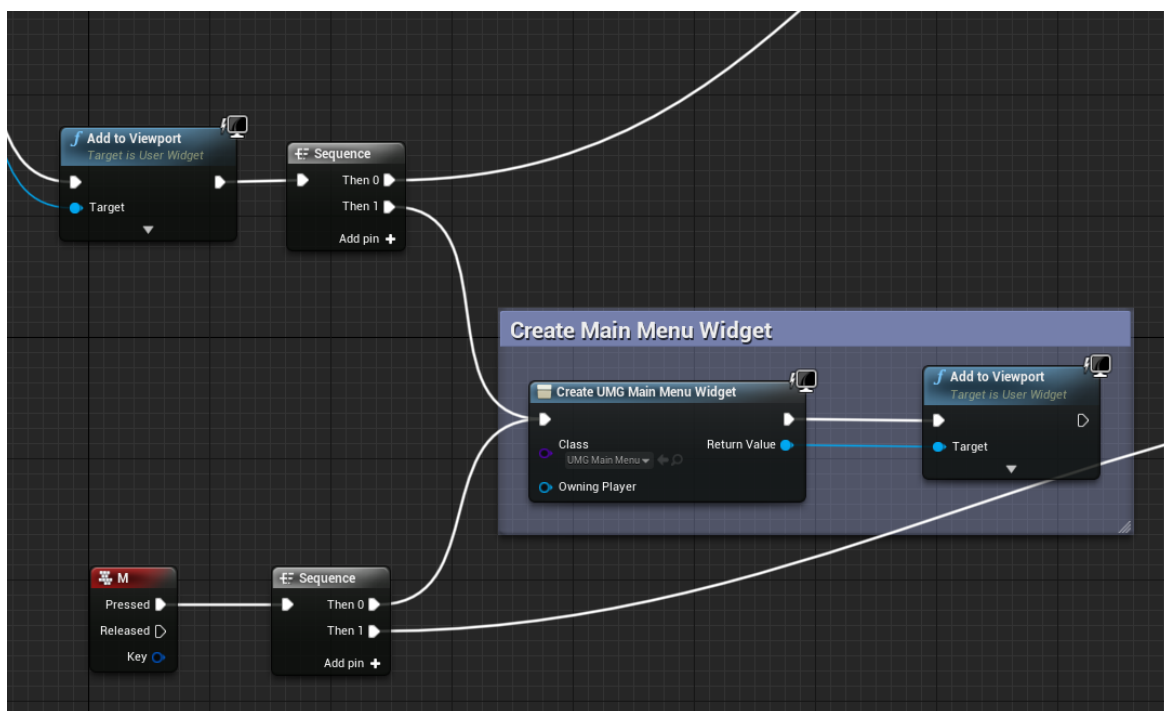 Add to Viewport
Target is User Widget
Target
Sequence
Then 0
Then 1
Add pin
Create Main Menu Widget
Create UMG Main Menu Widget
Class
UMG Main Menu
Return Value
Owning Player
Add to Viewport
Target is User Widget
Target
M
Pressed
Released
Key
Sequence
Then 0
Then 1
Add pin